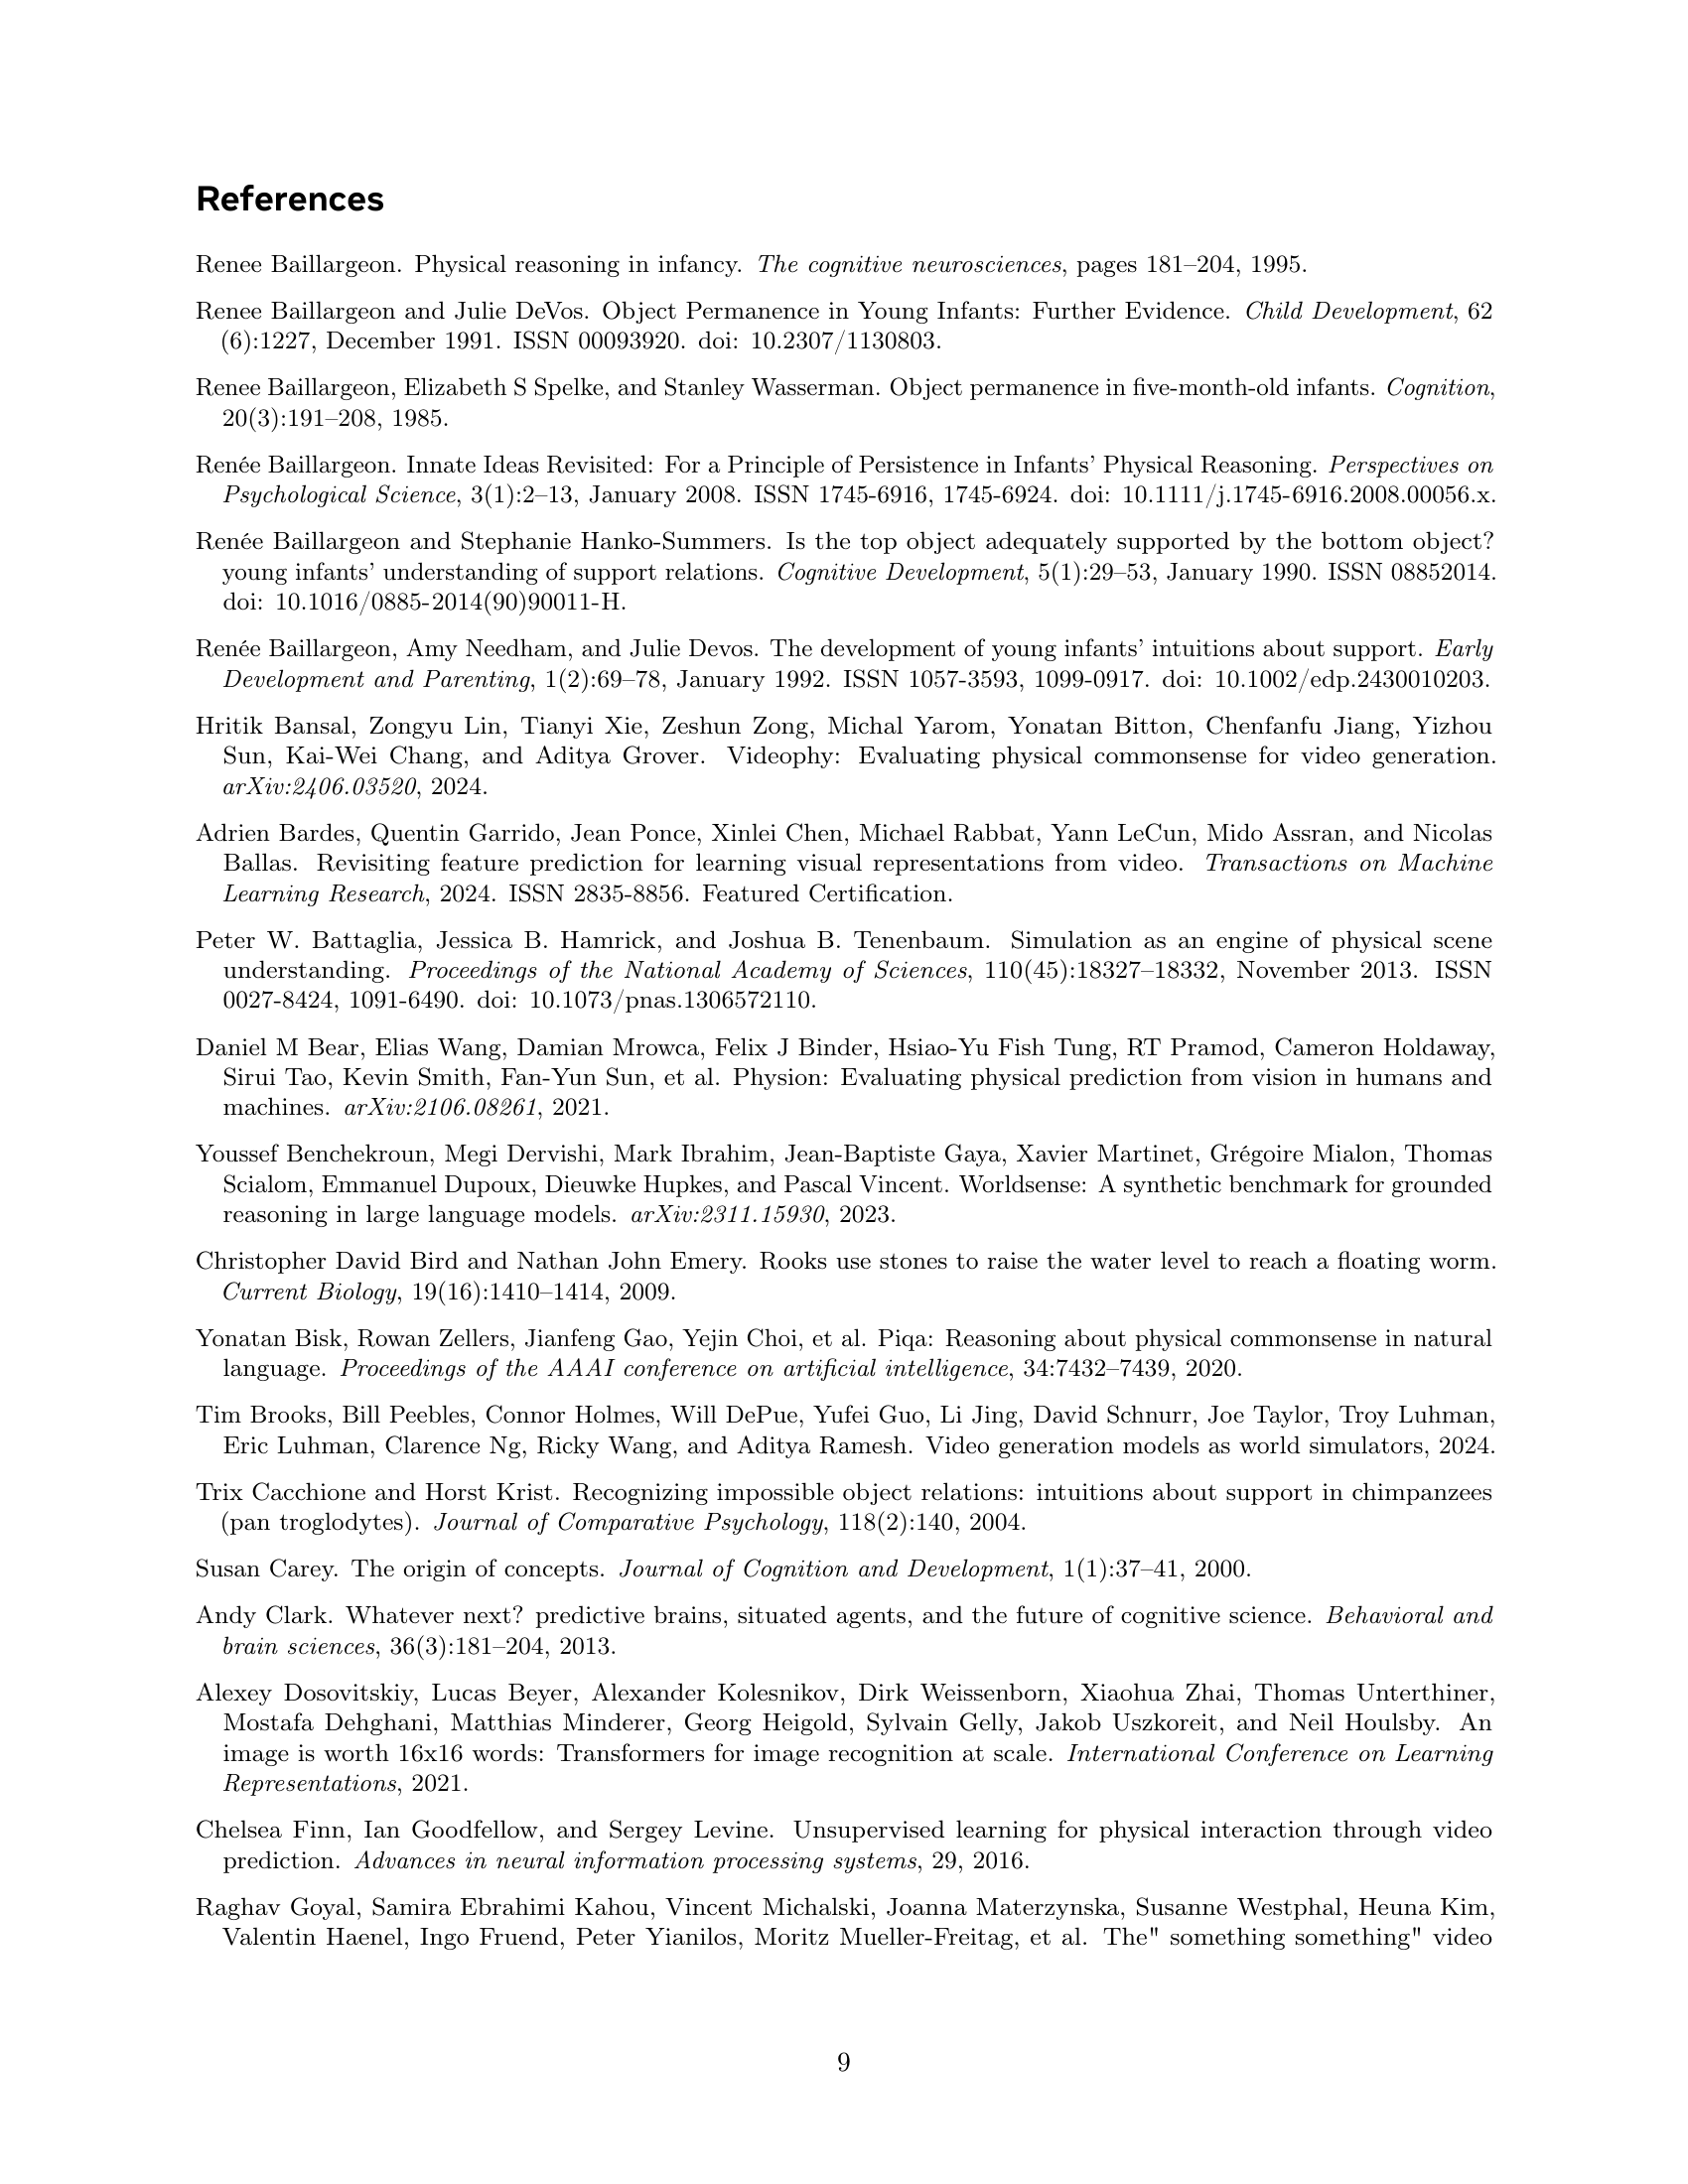 References
Renee Baillargeon. Physical reasoning in infancy. The cognitive neurosciences, pages 181–204, 1995.
Renee Baillargeon and Julie DeVos. Object Permanence in Young Infants: Further Evidence. Child Development, 62
(6):1227, December 1991. ISSN 00093920. doi: 10.2307/1130803.
Renee Baillargeon, Elizabeth S Spelke, and Stanley Wasserman. Object permanence in five-month-old infants. Cognition,
20(3):191–208, 1985.
Renée Baillargeon. Innate Ideas Revisited: For a Principle of Persistence in Infants' Physical Reasoning. Perspectives on
Psychological Science, 3(1):2–13, January 2008. ISSN 1745-6916, 1745-6924. doi: 10.1111/j.1745-6916.2008.00056.x.
Renée Baillargeon and Stephanie Hanko-Summers. Is the top object adequately supported by the bottom object?
young infants' understanding of support relations. Cognitive Development, 5(1):29–53, January 1990. ISSN 08852014.
doi: 10.1016/0885-2014(90)90011-H.
Renée Baillargeon, Amy Needham, and Julie Devos. The development of young infants' intuitions about support. Early
Development and Parenting, 1(2):69–78, January 1992. ISSN 1057-3593, 1099-0917. doi: 10.1002/edp.2430010203.
Hritik Bansal, Zongyu Lin, Tianyi Xie, Zeshun Zong, Michal Yarom, Yonatan Bitton, Chenfanfu Jiang, Yizhou
Sun, Kai-Wei Chang, and Aditya Grover. Videophy: Evaluating physical commonsense for video generation.
arXiv:2406.03520, 2024.
Adrien Bardes, Quentin Garrido, Jean Ponce, Xinlei Chen, Michael Rabbat, Yann LeCun, Mido Assran, and Nicolas
Ballas. Revisiting feature prediction for learning visual representations from video. Transactions on Machine
Learning Research, 2024. ISSN 2835-8856. Featured Certification.
Peter W. Battaglia, Jessica B. Hamrick, and Joshua B. Tenenbaum. Simulation as an engine of physical scene
understanding. Proceedings of the National Academy of Sciences, 110(45):18327–18332, November 2013. ISSN
0027-8424, 1091-6490. doi: 10.1073/pnas.1306572110.
Daniel M Bear, Elias Wang, Damian Mrowca, Felix J Binder, Hsiao-Yu Fish Tung, RT Pramod, Cameron Holdaway,
Sirui Tao, Kevin Smith, Fan-Yun Sun, et al. Physion: Evaluating physical prediction from vision in humans and
machines. arXiv:2106.08261, 2021.
Youssef Benchekroun, Megi Dervishi, Mark Ibrahim, Jean-Baptiste Gaya, Xavier Martinet, Grégoire Mialon, Thomas
Scialom, Emmanuel Dupoux, Dieuwke Hupkes, and Pascal Vincent. Worldsense: A synthetic benchmark for grounded
reasoning in large language models. arXiv:2311.15930, 2023.
Christopher David Bird and Nathan John Emery. Rooks use stones to raise the water level to reach a floating worm.
Current Biology, 19(16):1410–1414, 2009.
Yonatan Bisk, Rowan Zellers, Jianfeng Gao, Yejin Choi, et al. Piqa: Reasoning about physical commonsense in natural
language. Proceedings of the AAAI conference on artificial intelligence, 34:7432–7439, 2020.
Tim Brooks, Bill Peebles, Connor Holmes, Will DePue, Yufei Guo, Li Jing, David Schnurr, Joe Taylor, Troy Luhman,
Eric Luhman, Clarence Ng, Ricky Wang, and Aditya Ramesh. Video generation models as world simulators, 2024.
Trix Cacchione and Horst Krist. Recognizing impossible object relations: intuitions about support in chimpanzees
(pan troglodytes). Journal of Comparative Psychology, 118(2):140, 2004.
Susan Carey. The origin of concepts. Journal of Cognition and Development, 1(1):37–41, 2000.
Andy Clark. Whatever next? predictive brains, situated agents, and the future of cognitive science. Behavioral and
brain sciences, 36(3):181–204, 2013.
Alexey Dosovitskiy, Lucas Beyer, Alexander Kolesnikov, Dirk Weissenborn, Xiaohua Zhai, Thomas Unterthiner,
Mostafa Dehghani, Matthias Minderer, Georg Heigold, Sylvain Gelly, Jakob Uszkoreit, and Neil Houlsby. An
image is worth 16x16 words: Transformers for image recognition at scale. International Conference on Learning
Representations, 2021.
Chelsea Finn, Ian Goodfellow, and Sergey Levine. Unsupervised learning for physical interaction through video
prediction. Advances in neural information processing systems, 29, 2016.
Raghav Goyal, Samira Ebrahimi Kahou, Vincent Michalski, Joanna Materzynska, Susanne Westphal, Heuna Kim,
Valentin Haenel, Ingo Fruend, Peter Yianilos, Moritz Mueller-Freitag, et al. The" something something" video
9